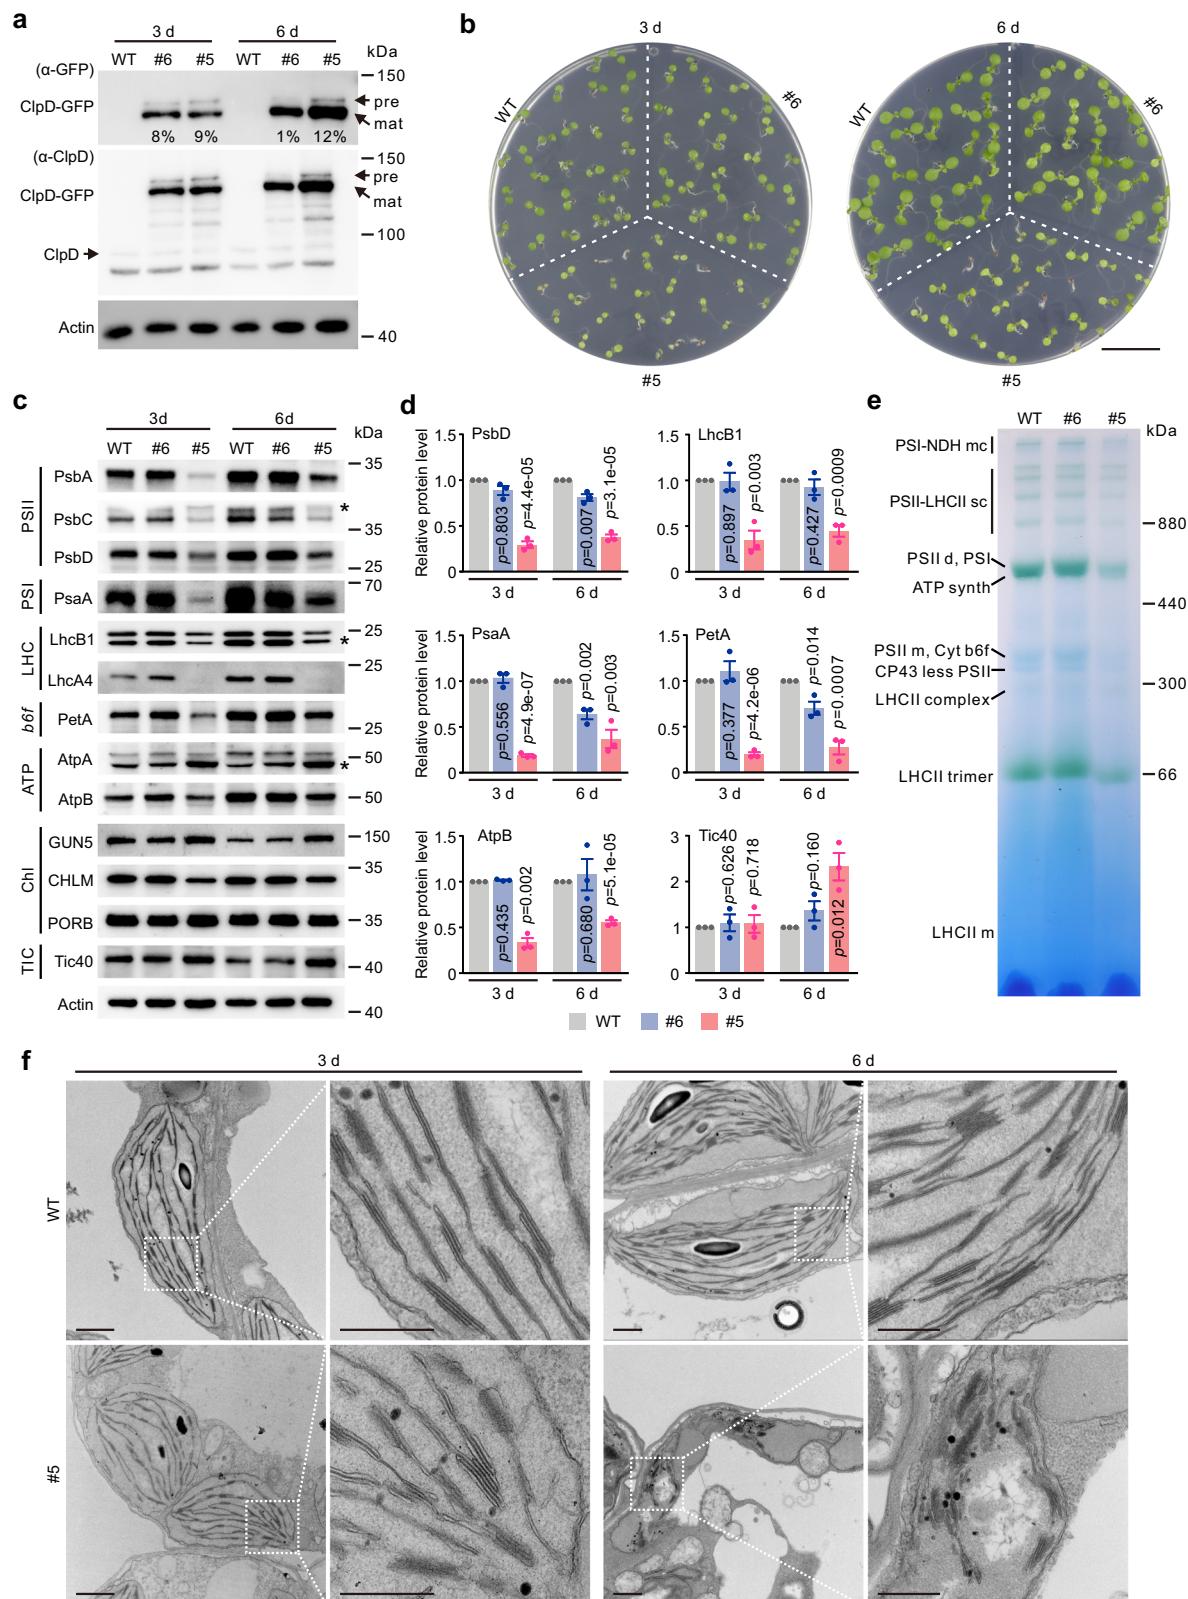 a
3 d 6 d
WT #6 #5 WT #6 #5 kDa
(α-GFP)
150
ClpD-GFP
pre
mat
8% 9% 1% 12%
(α-ClpD)
150
ClpD-GFP
pre
mat
100
ClpD
Actin
40
b
3 d
WT
#6
#5
6 d
WT
#6
#5
c
3d 6d
WT #6 #5 WT #6 #5 kDa
PSII
PsbA 35
PsbC *
35
PsbD
25
PSI
PsaA 70
LHC
LhcB1 25
*
LhcA4 25
b6f
PetA
25
ATP
AtpA 50
*
AtpB 50
Chl
GUN5 150
CHLM 35
PORB 35
TIC
Tic40 40
Actin
40
d
Relative protein level
1.5
1.0
0.5
0
PsbD
p=0.803
p=4.4e-05
p=0.007
p=3.1e-05
3 d 6 d
1.5
1.0
0.5
0
LhcB1
p=0.897
p=0.003
p=0.427
p=0.0009
3 d 6 d
Relative protein level
1.5
1.0
0.5
0
PsaA
p=0.556
p=4.9e-07
p=0.002
p=0.003
3 d 6 d
1.5
1.0
0.5
0
PetA
p=0.377
p=4.2e-06
p=0.014
p=0.0007
3 d 6 d
Relative protein level
1.5
1.0
0.5
0
AtpB
p=0.435
p=0.002
p=0.680
p=5.1e-05
3 d 6 d
3
2
1
0
Tic40
p=0.626
p=0.718
p=0.160
p=0.012
3 d 6 d
WT #6 #5
e
WT #6 #5 kDa
PSI-NDH mc
PSII-LHCII sc
880
PSII d, PSI
ATP synth
440
PSII m, Cyt b6f
CP43 less PSII
300
LHCII complex
LHCII trimer 66
LHCII m
f
3 d 6 d
WT
#5